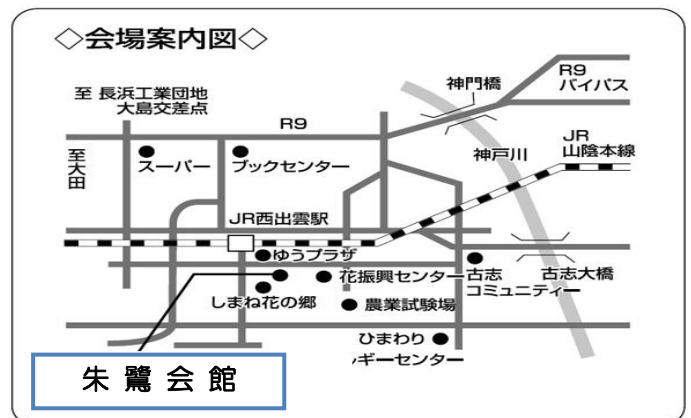 ◇会場案内図◇
至 長浜工業団地
大島交差点
R9
神門橋
R9
バイパス
至大田
スーパー
ブックセンター
神戸川
JR
山陰本線
JR西出雲駅
ゆうプラザ
花振興センター
古志
コミュニティー
古志大橋
しまね花の郷
農業試験場
ひまわり
ギーセンター
朱鷺会館